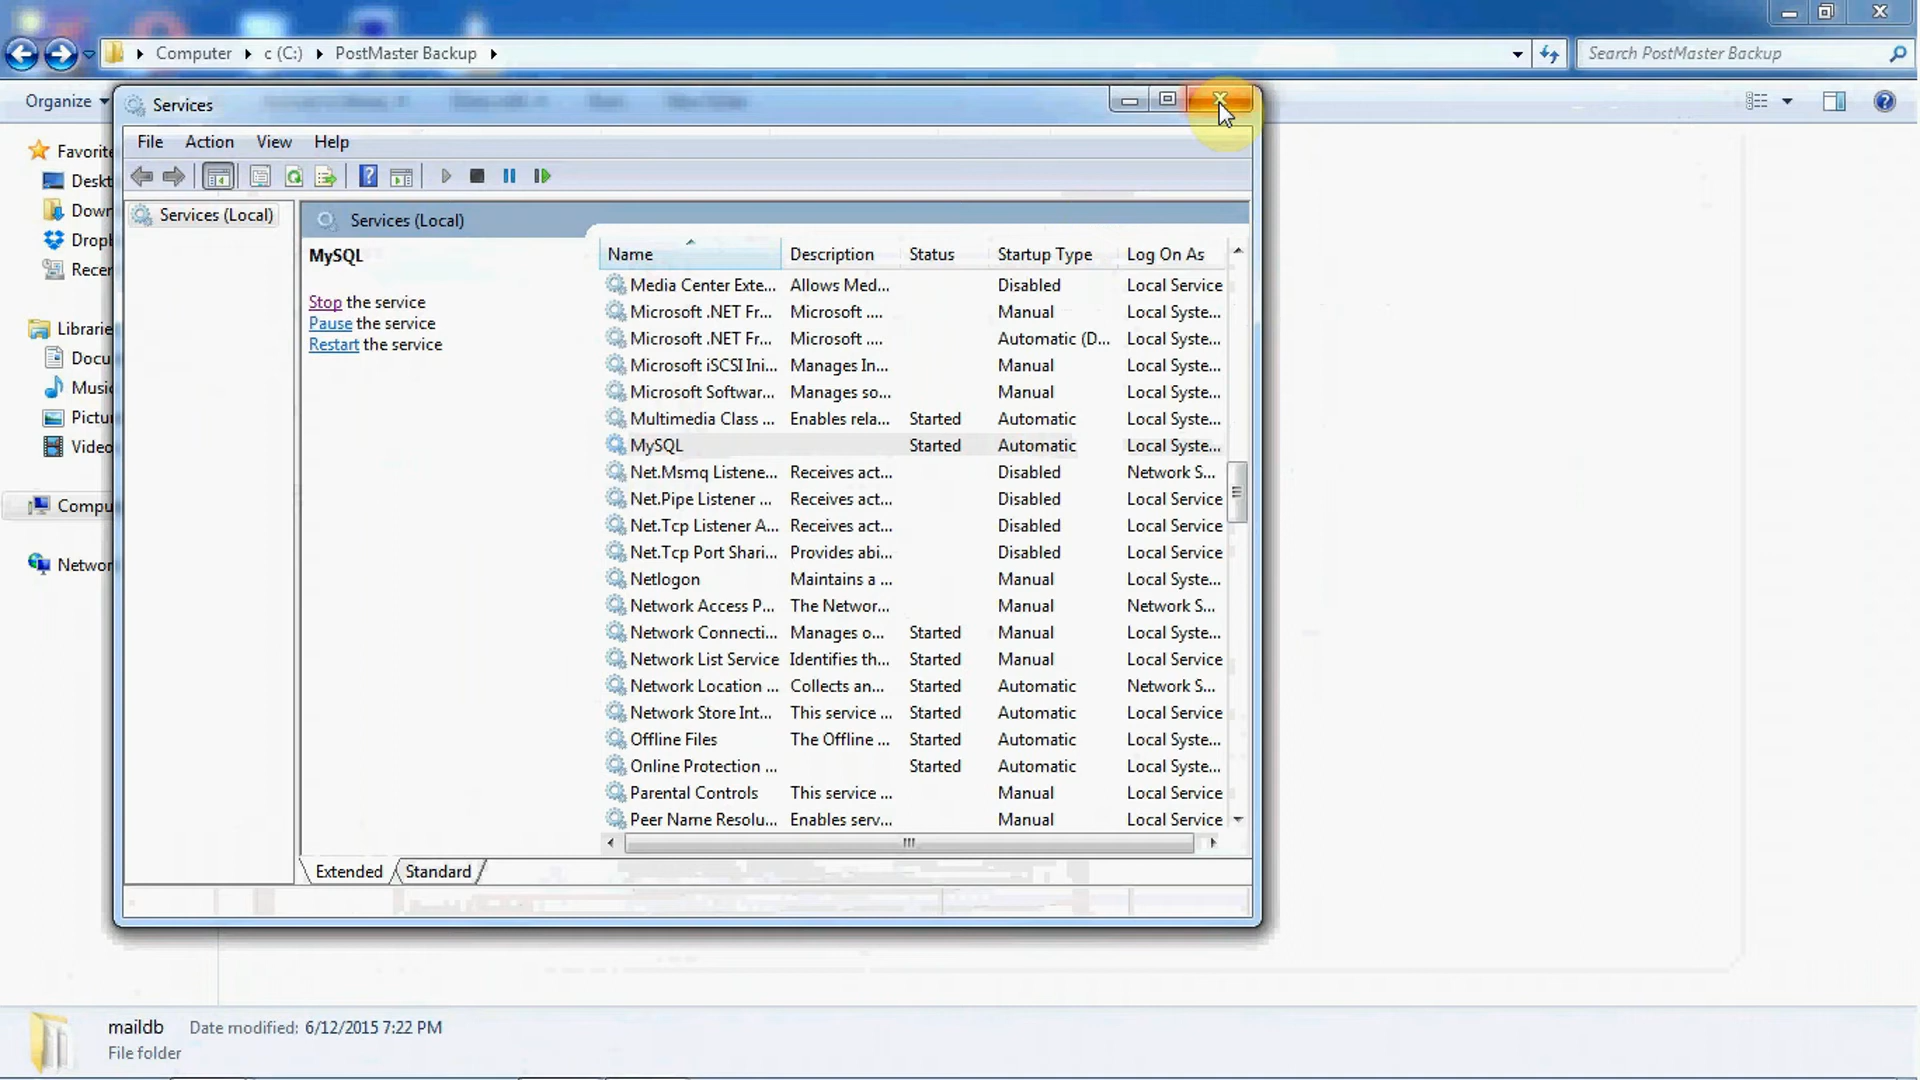 Computer c (C:) PostMaster Backup
Search PostMaster Backup
Organize
Services
File Action View Help
Favorite
Deskt
Down
Dropb
Recen
Librarie
Docu
Music
Pictu
Video
Compu
Networ
Services (Local)
Services (Local)
MySQL
Stop the service
Pause the service
Restart the service
Name Description Status Startup Type Log On As
Media Center Exte... Allows Med... Disabled Local Service
Microsoft .NET Fr... Microsoft .... Manual Local Syste...
Microsoft .NET Fr... Microsoft .... Automatic (D... Local Syste...
Microsoft iSCSI Ini... Manages In... Manual Local Syste...
Microsoft Softwar... Manages so... Manual Local Syste...
Multimedia Class ... Enables rela... Started Automatic Local Syste...
MySQL Started Automatic Local Syste...
Net.Msmq Listene... Receives act... Disabled Network S...
Net.Pipe Listener ... Receives act... Disabled Local Service
Net.Tcp Listener A... Receives act... Disabled Local Service
Net.Tcp Port Shari... Provides abi... Disabled Local Service
Netlogon Maintains a ... Manual Local Syste...
Network Access P... The Networ... Manual Network S...
Network Connecti... Manages o... Started Manual Local Syste...
Network List Service Identifies th... Started Manual Local Service
Network Location ... Collects an... Started Automatic Network S...
Network Store Int... This service ... Started Automatic Local Service
Offline Files The Offline ... Started Automatic Local Syste...
Online Protection ... Started Automatic Local Syste...
Parental Controls This service ... Manual Local Service
Peer Name Resolu... Enables serv... Manual Local Service
Extended Standard
maildb Date modified: 6/12/2015 7:22 PM
File folder